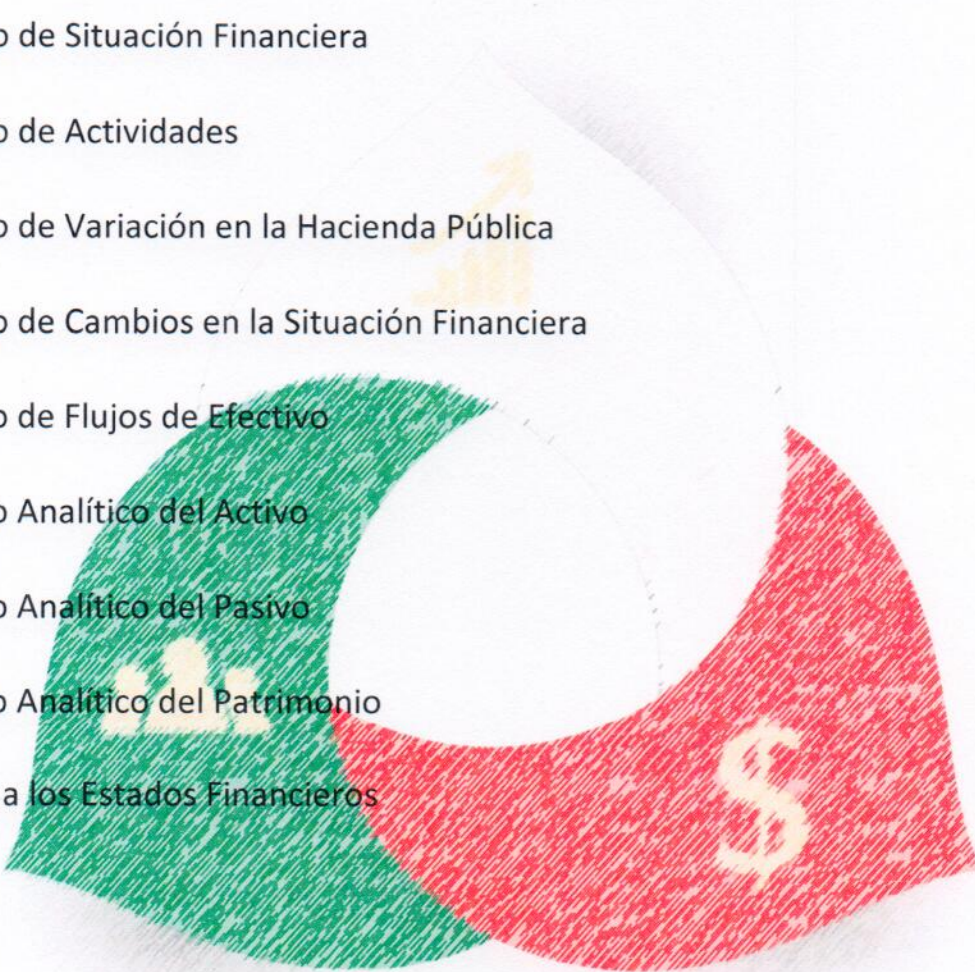 o de Situación Financiera
o de Actividades
o de Variación en la Hacienda Pública
o de Cambios en la Situación Financiera
o de Flujos de Efectivo
o Analítico del Activo
o Analítico del Pasivo
o Analítico del Patrimonio
a los Estados Financieros
$